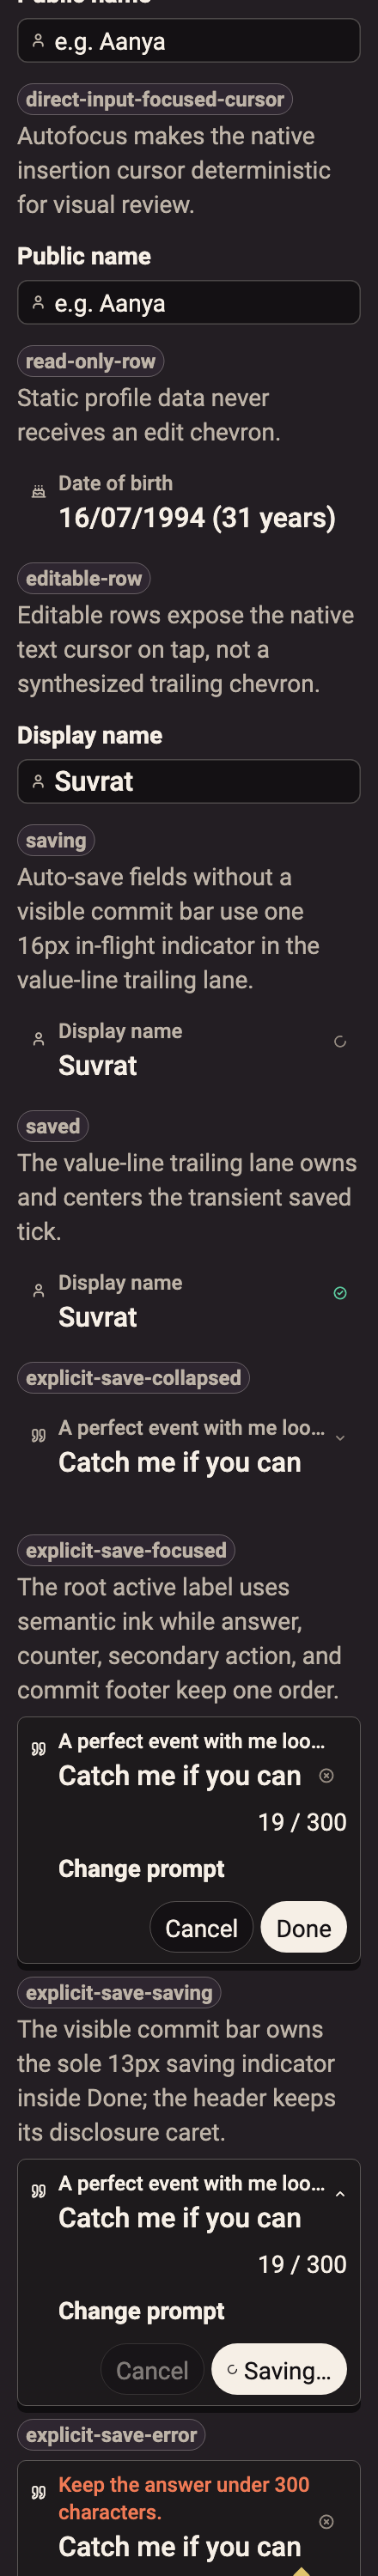 Public name
e.g. Aanya
direct-input-focused-cursor
Autofocus makes the native
insertion cursor deterministic
for visual review.
Public name
e.g. Aanya
read-only-row
Static profile data never
receives an edit chevron.
Date of birth
16/07/1994 (31 years)
editable-row
Editable rows expose the native
text cursor on tap, not a
synthesized trailing chevron.
Display name
Suvrat
saving
Auto-save fields without a
visible commit bar use one
16px in-flight indicator in the
value-line trailing lane.
Display name
Suvrat
saved
The value-line trailing lane owns
and centers the transient saved
tick.
Display name
Suvrat
explicit-save-collapsed
A perfect event with me loo...
Catch me if you can
explicit-save-focused
The root active label uses
semantic ink while answer,
counter, secondary action, and
commit footer keep one order.
A perfect event with me loo...
Catch me if you can
19 / 300
Change prompt
Cancel Done
explicit-save-saving
The visible commit bar owns
the sole 13px saving indicator
inside Done; the header keeps
its disclosure caret.
A perfect event with me loo...
Catch me if you can
19 / 300
Change prompt
Cancel Saving...
explicit-save-error
Keep the answer under 300
characters.
Catch me if you can